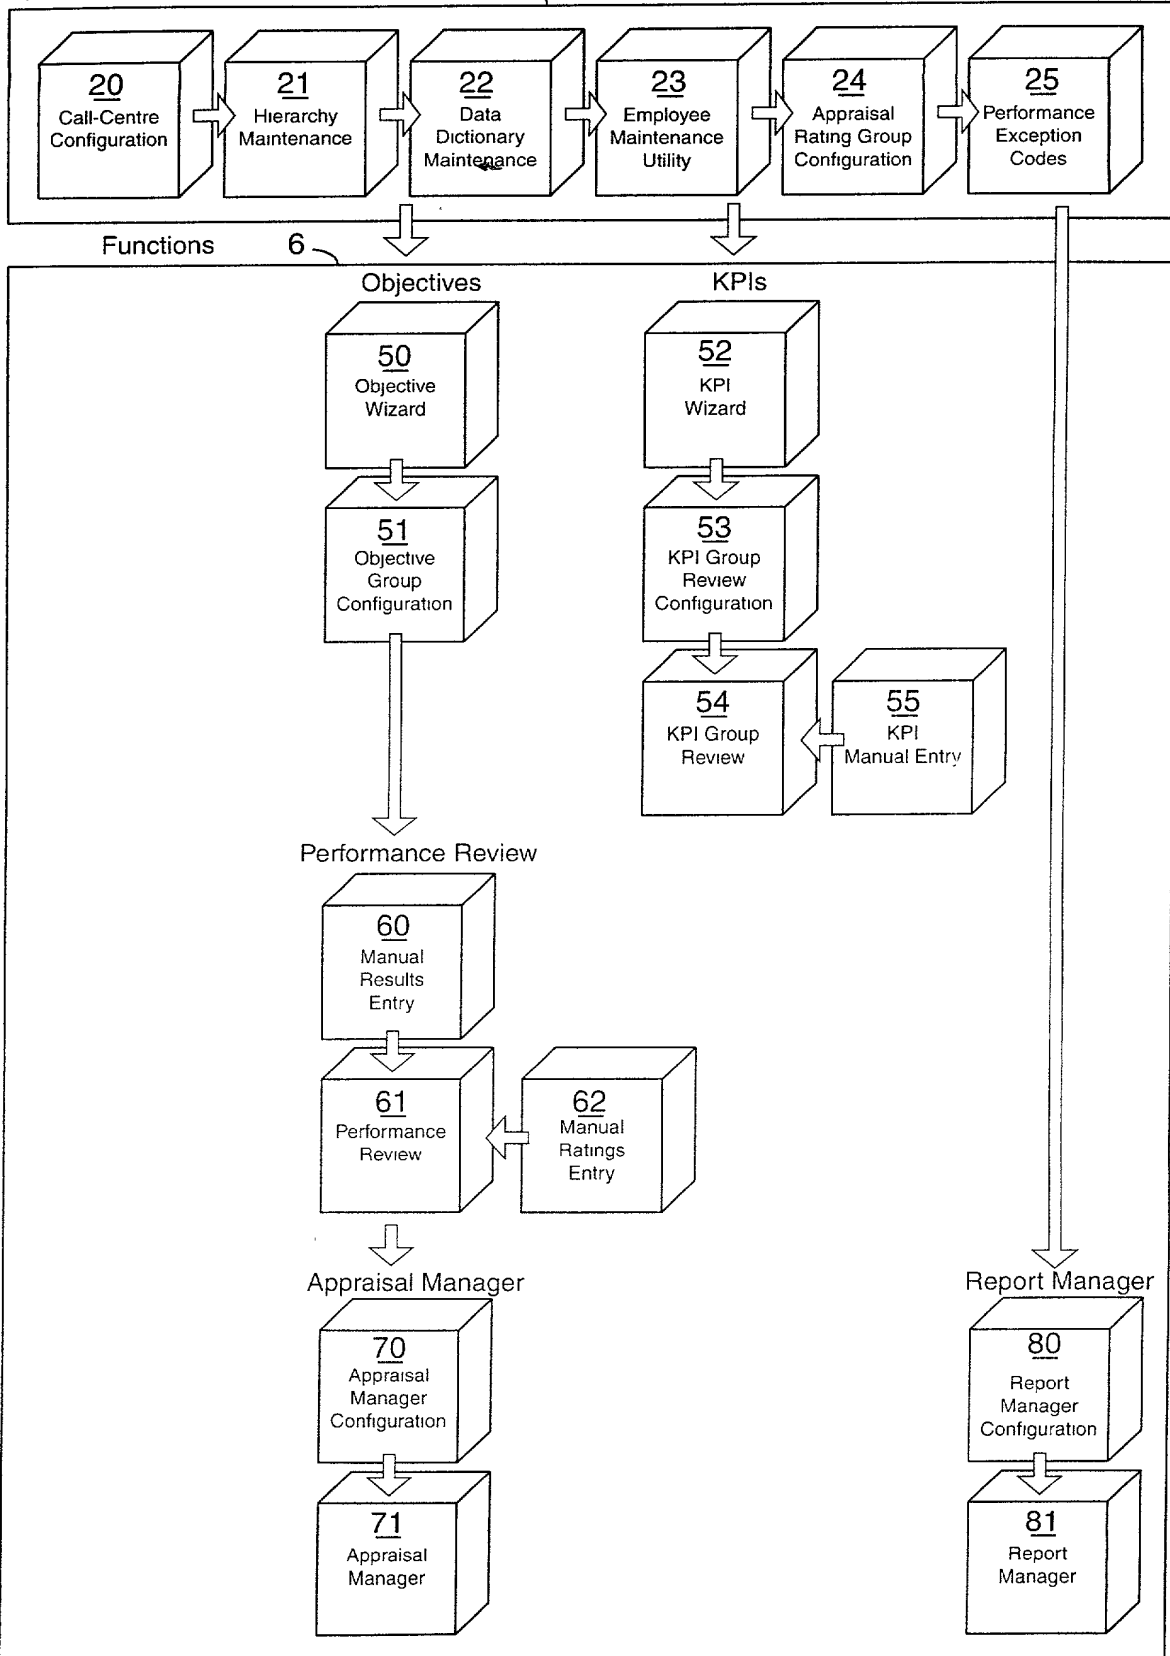 20
Call-Centre
Configuration
21
Hierarchy
Maintenance
22
Data
Dictionary
Maintenance
23
Employee
Maintenance
Utility
24
Appraisal
Rating Group
Configuration
25
Performance
Exception
Codes
Functions 6
Objectives
KPIs
50
Objective
Wizard
52
KPI
Wizard
51
Objective
Group
Configuration
53
KPI Group
Review
Configuration
54
KPI Group
Review
55
KPI
Manual Entry
Performance Review
60
Manual
Results
Entry
61
Performance
Review
62
Manual
Ratings
Entry
Appraisal Manager
Report Manager
70
Appraisal
Manager
Configuration
80
Report
Manager
Configuration
71
Appraisal
Manager
81
Report
Manager